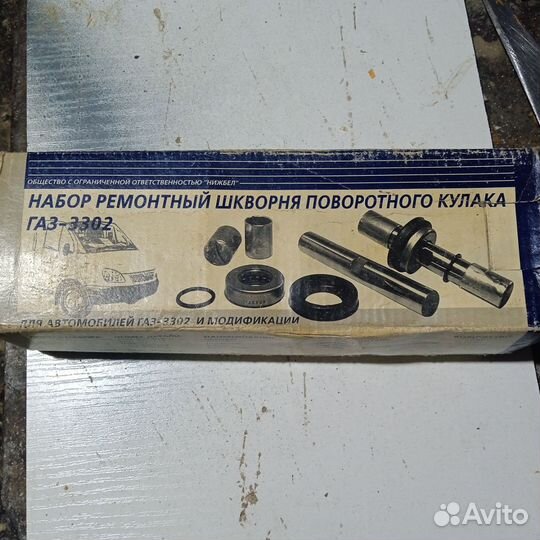 ОБЩЕСТВО С ОГРАНИЧЕННОЙ ОТВЕТСТВЕННОСТЬЮ "НИЖБЕЛ"
НАБОР РЕМОНТНЫЙ ШКВОРНЯ ПОВОРОТНОГО КУЛАКА
ГАЗ-3302
ДЛЯ АВТОМОБИЛЕЙ ГАЗ-3302 И МОДИФИКАЦИИ
Avito